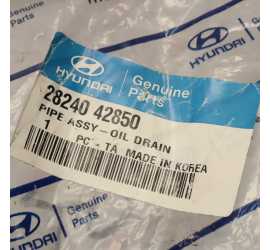 HYUNDAI
Genuine
Parts
HYUNDAI
Genuine
Parts
28240 42850
PIPE ASSY-OIL DRAIN
1 PC - TA MADE IN KOREA